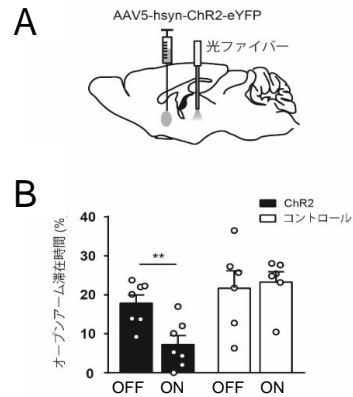 A
AAV5-hsyn-ChR2-eYFP
光ファイバー
B
ChR2
コントロール
オープンアーム滞在時間 (%
40
30
20
10
0
**
OFF ON OFF ON